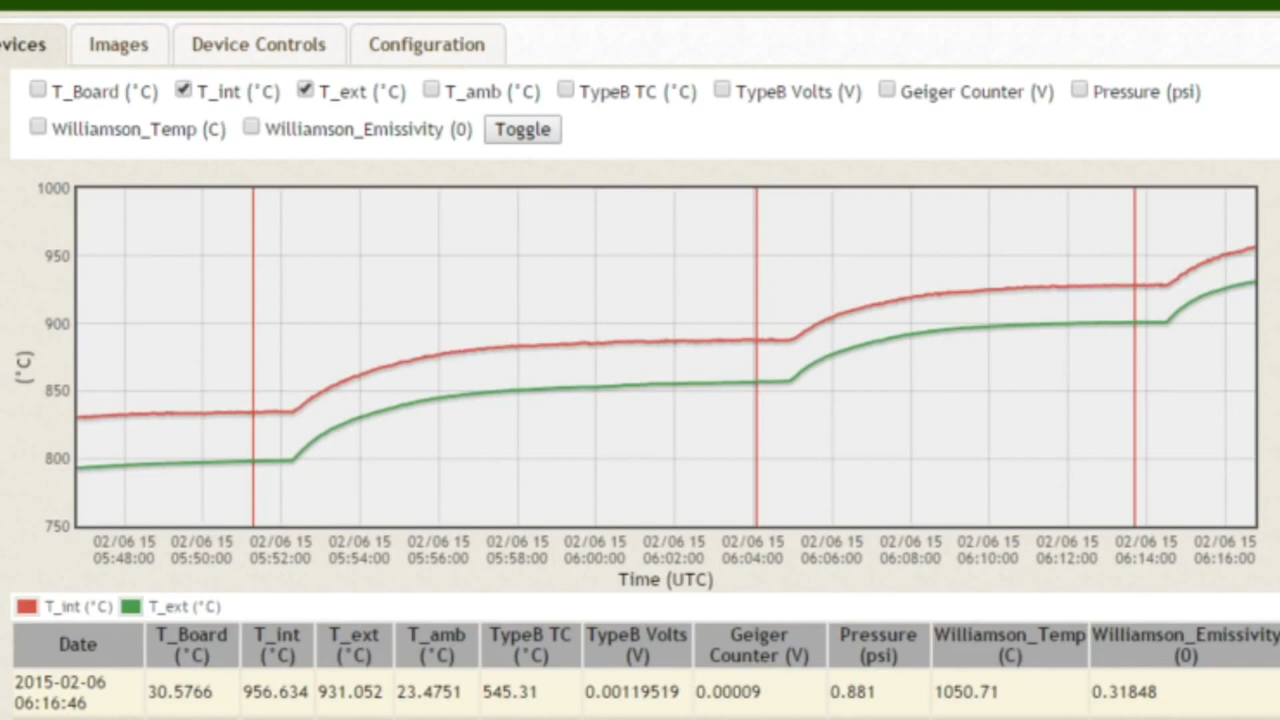 vices Images Device Controls Configuration
T_Board (°C) T_int (°C) T_ext (°C) T_amb (°C) TypeB TC (°C) TypeB Volts (V) Geiger Counter (V) Pressure (psi)
Williamson_Temp (C) Williamson_Emissivity (0) Toggle
1000
950
900
850
800
750
(°C)
02/06 15 02/06 15 02/06 15 02/06 15 02/06 15 02/06 15 02/06 15 02/06 15 02/06 15 02/06 15 02/06 15 02/06 15 02/06 15 02/06 15 02/06 15
05:48:00 05:50:00 05:52:00 05:54:00 05:56:00 05:58:00 06:00:00 06:02:00 06:04:00 06:06:00 06:08:00 06:10:00 06:12:00 06:14:00 06:16:00
Time (UTC)
T_int (°C) T_ext (°C)
Date T_Board (°C) T_int (°C) T_ext (°C) T_amb (°C) TypeB TC (°C) TypeB Volts (V) Geiger Counter (V) Pressure (psi) Williamson_Temp (C) Williamson_Emissivity (0)
2015-02-06 06:16:46 30.5766 956.634 931.052 23.4751 545.31 0.00119519 0.00009 0.881 1050.71 0.31848